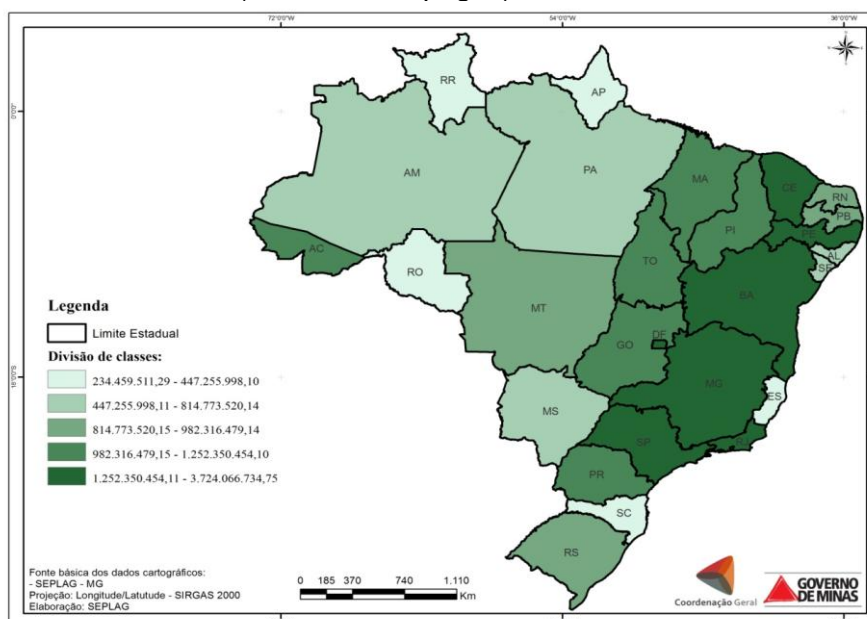 72°0'0"W 54°0'0"W 36°0'0"W
RR
AP
0°0'0"
AM
PA
MA
CE
RN
PB
PE
PI
AC
AL
SE
TO
RO
BA
MT
Legenda
Limite Estadual
DF
GO
Divisão de classes:
234.459.511,29 - 447.255.998,10
MG
ES
447.255.998,11 - 814.773.520,14
MS
814.773.520,15 - 982.316.479,14
SP
982.316.479,15 - 1.252.350.454,10
PR
1.252.350.454,11 - 3.724.066.734,75
SC
RS
Fonte básica dos dados cartográficos:
- SEPLAG - MG
Projeção: Longitude/Latutude - SIRGAS 2000
Elaboração: SEPLAG
0 185 370 740 1.110
Km
Coordenação Geral
GOVERNO
DE MINAS